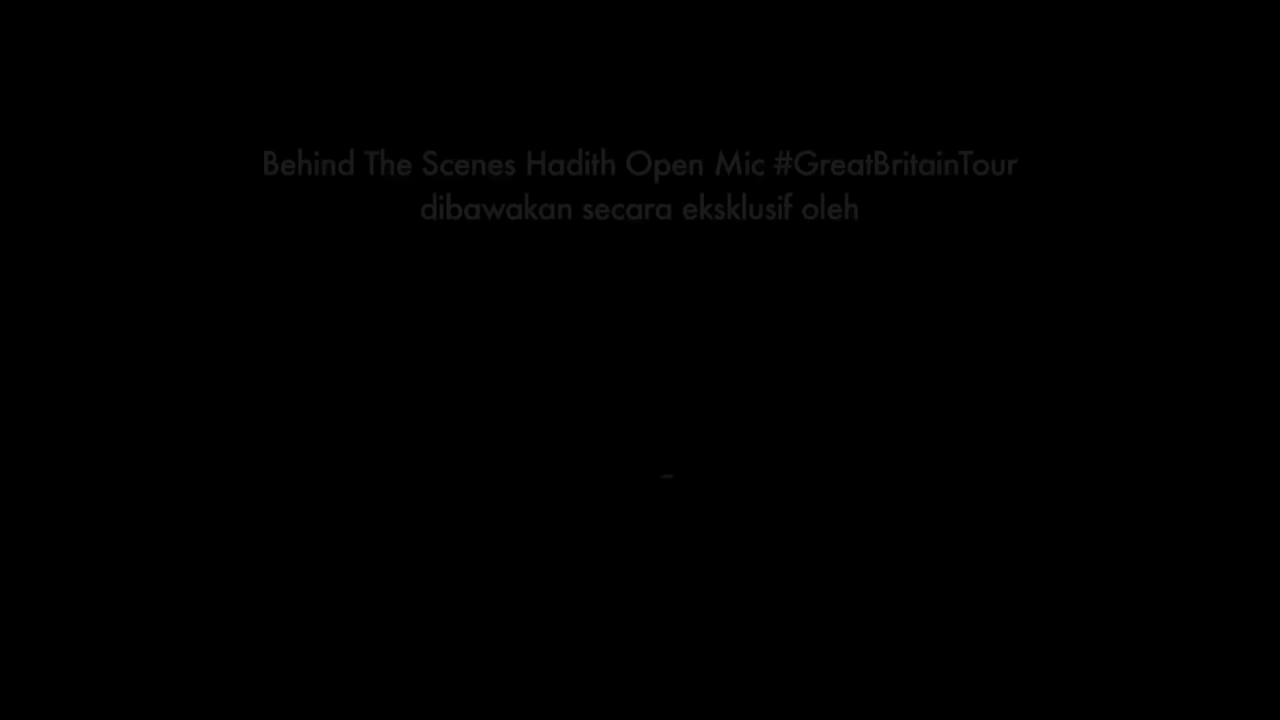 Behind The Scenes Hadith Open Mic #GreatBritainTour
dibawakan secara eksklusif oleh